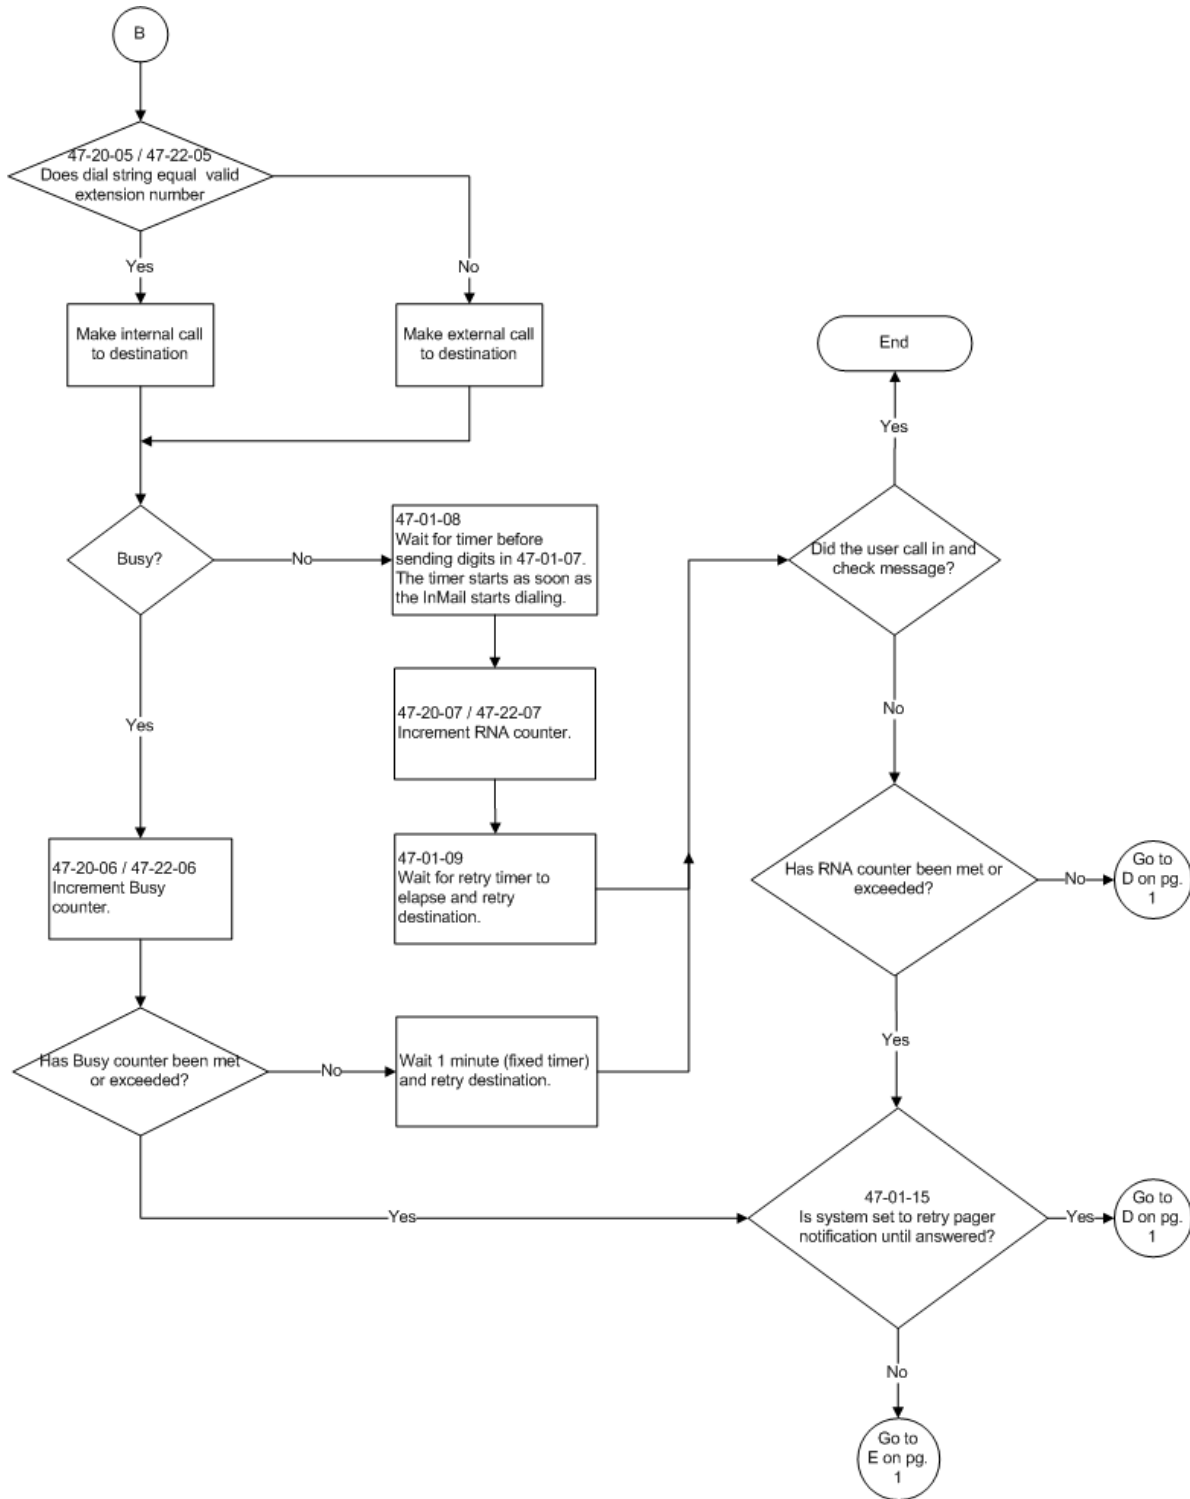 B
47-20-05 / 47-22-05
Does dial string equal valid
extension number
Yes
No
Make internal call
to destination
Make external call
to destination
End
Yes
Busy?
No
47-01-08
Wait for timer before
sending digits in 47-01-07.
The timer starts as soon as
the InMail starts dialing.
Did the user call in and
check message?
Yes
47-20-07 / 47-22-07
Increment RNA counter.
No
47-20-06 / 47-22-06
Increment Busy
counter.
47-01-09
Wait for retry timer to
elapse and retry
destination.
Has RNA counter been met or
exceeded?
No
Go to
D on pg.
1
Has Busy counter been met
or exceeded?
No
Wait 1 minute (fixed timer)
and retry destination.
Yes
Yes
47-01-15
Is system set to retry pager
notification until answered?
Yes
Go to
D on pg.
1
No
Go to
E on pg.
1